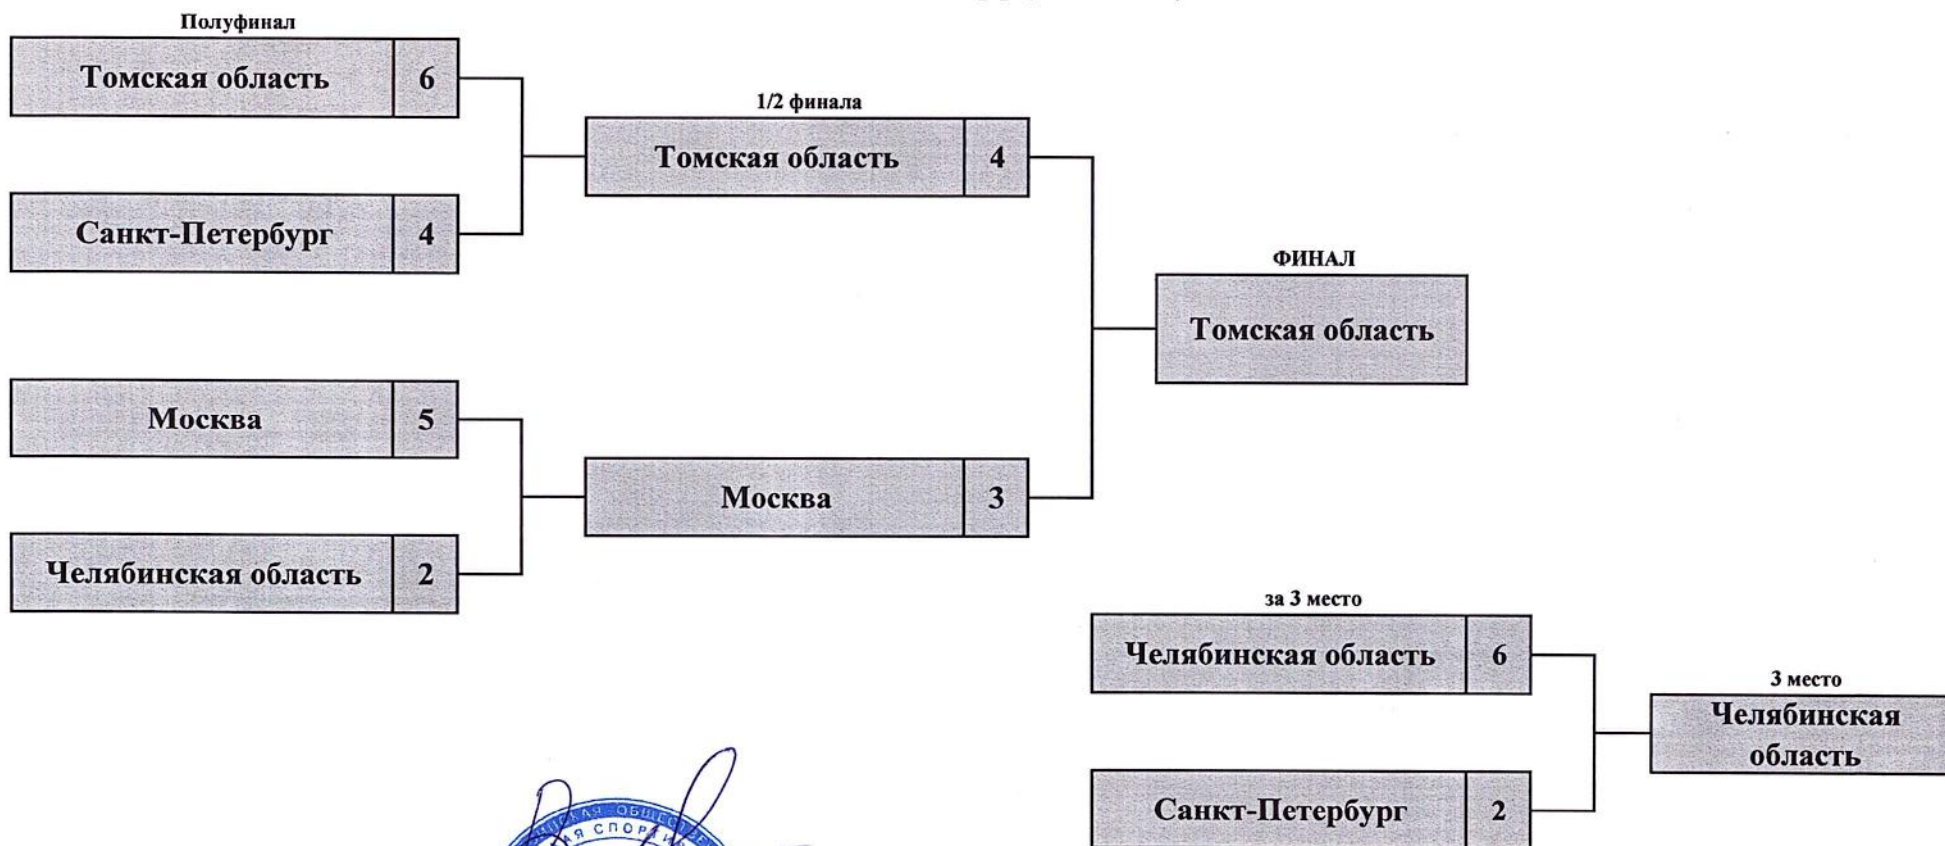 Полуфинал
Томская область 6
1/2 финала
Томская область 4
Санкт-Петербург 4
ФИНАЛ
Томская область
Москва 5
Москва 3
Челябинская область 2
за 3 место
Челябинская область 6
3 место
Челябинская
область
Санкт-Петербург 2